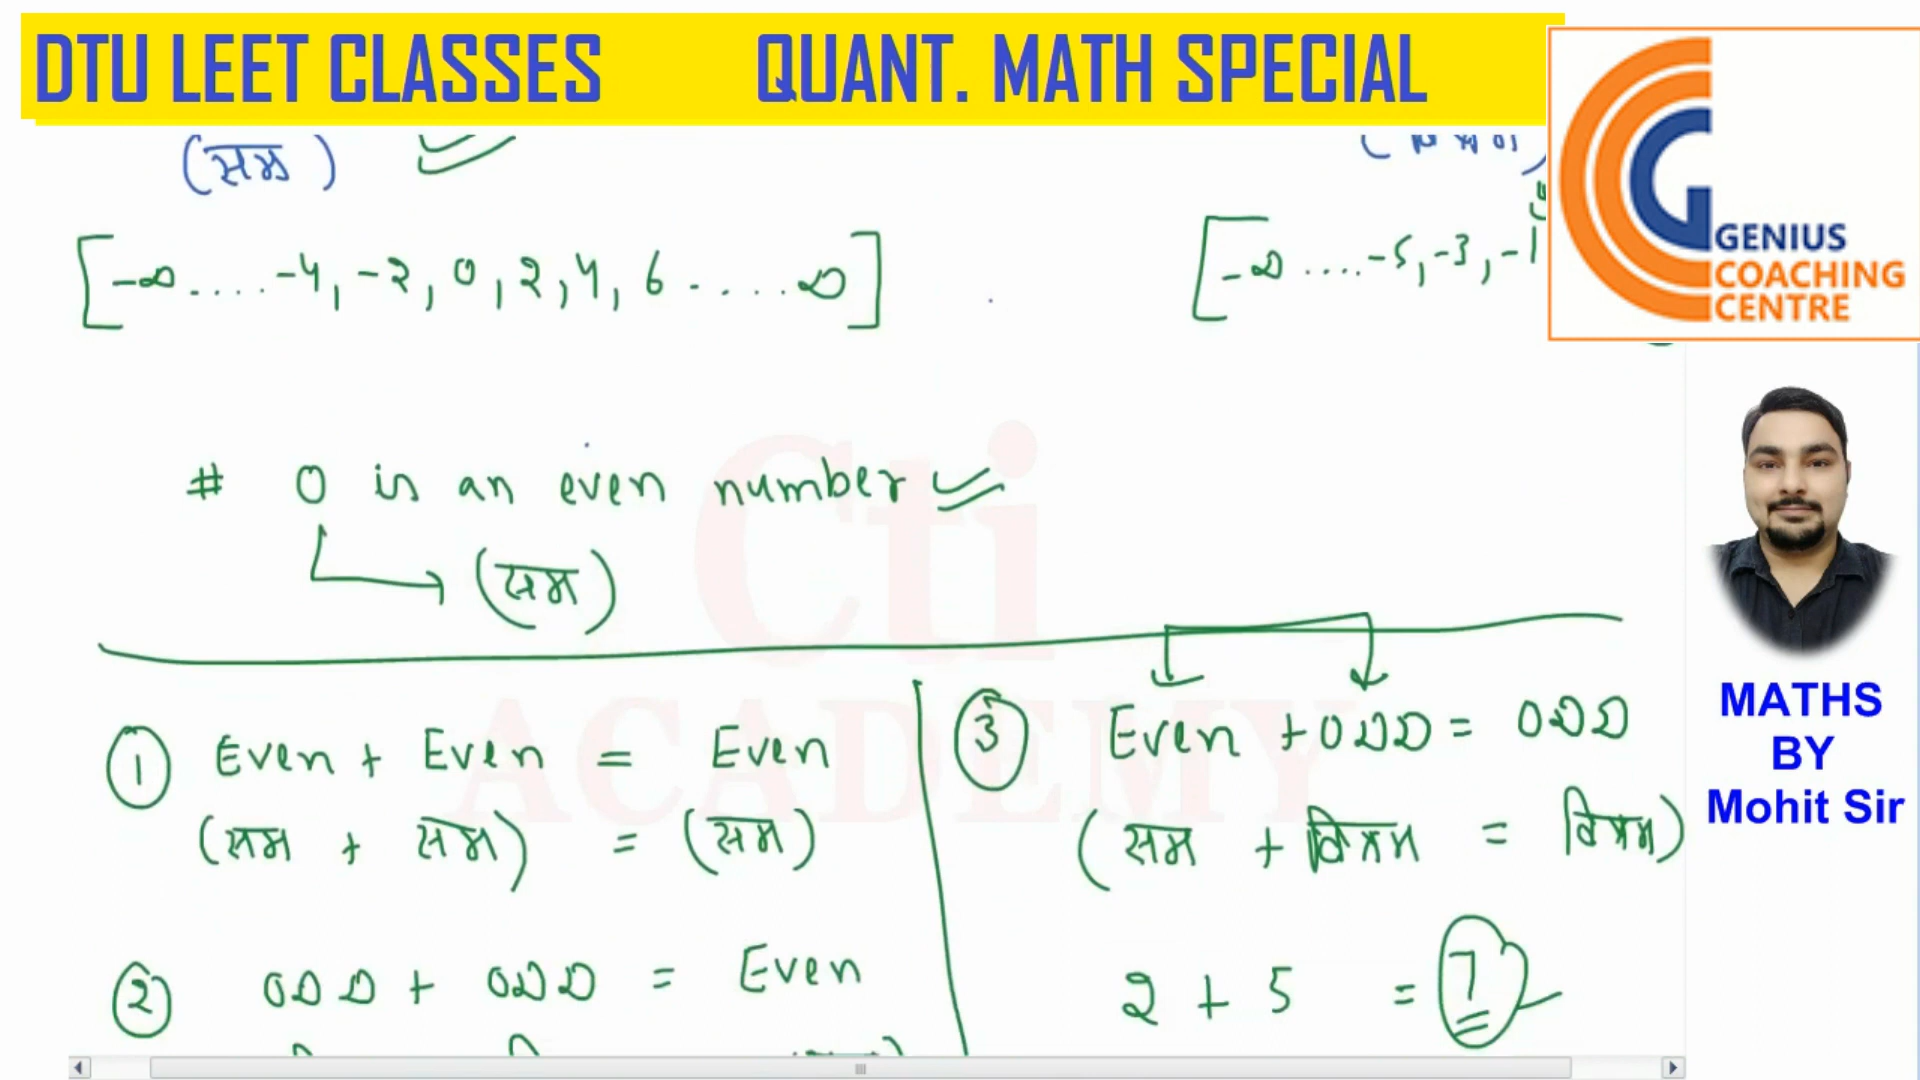 DTU LEET CLASSES QUANT. MATH SPECIAL
GENIUS
COACHING
CENTRE
(सम)
[-∞ .... -4, -2, 0, 2, 4, 6 ..... ∞]
[-∞ .... -5, -3, -1
# 0 is an even number
(सम)
① Even + Even = Even
(सम + सम) = (सम)
② ODD + ODD = Even
③ Even + ODD = ODD
(सम + विषम = विषम)
2 + 5 = 7
Cti
ACADEMY
MATHS
BY
Mohit Sir